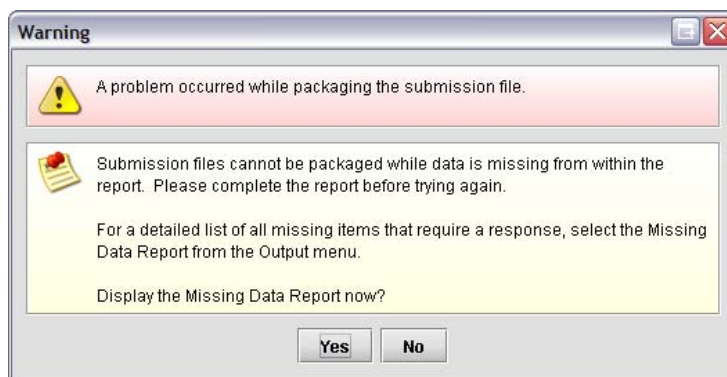 Warning
A problem occurred while packaging the submission file.
Submission files cannot be packaged while data is missing from within the
report. Please complete the report before trying again.
For a detailed list of all missing items that require a response, select the Missing
Data Report from the Output menu.
Display the Missing Data Report now?
Yes No